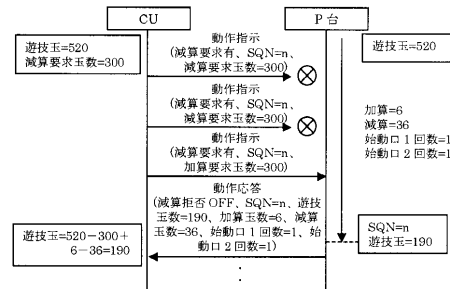 CU
P台
遊技玉=520
減算要求玉数=300
動作指示
(減算要求有、SQN=n、
減算要求玉数=300)
遊技玉=520
動作指示
(減算要求有、SQN=n、
減算要求玉数=300)
加算=6
減算=36
始動口1回数=1
始動口2回数=1
動作指示
(減算要求有、SQN=n、
加算要求玉数=300)
動作応答
(減算拒否OFF、SQN=n、遊技
玉数=190、加算玉数=6、減算
玉数=36、始動口1回数=1、始
動口2回数=1)
遊技玉=520-300+
6-36=190
SQN=n
遊技玉=190